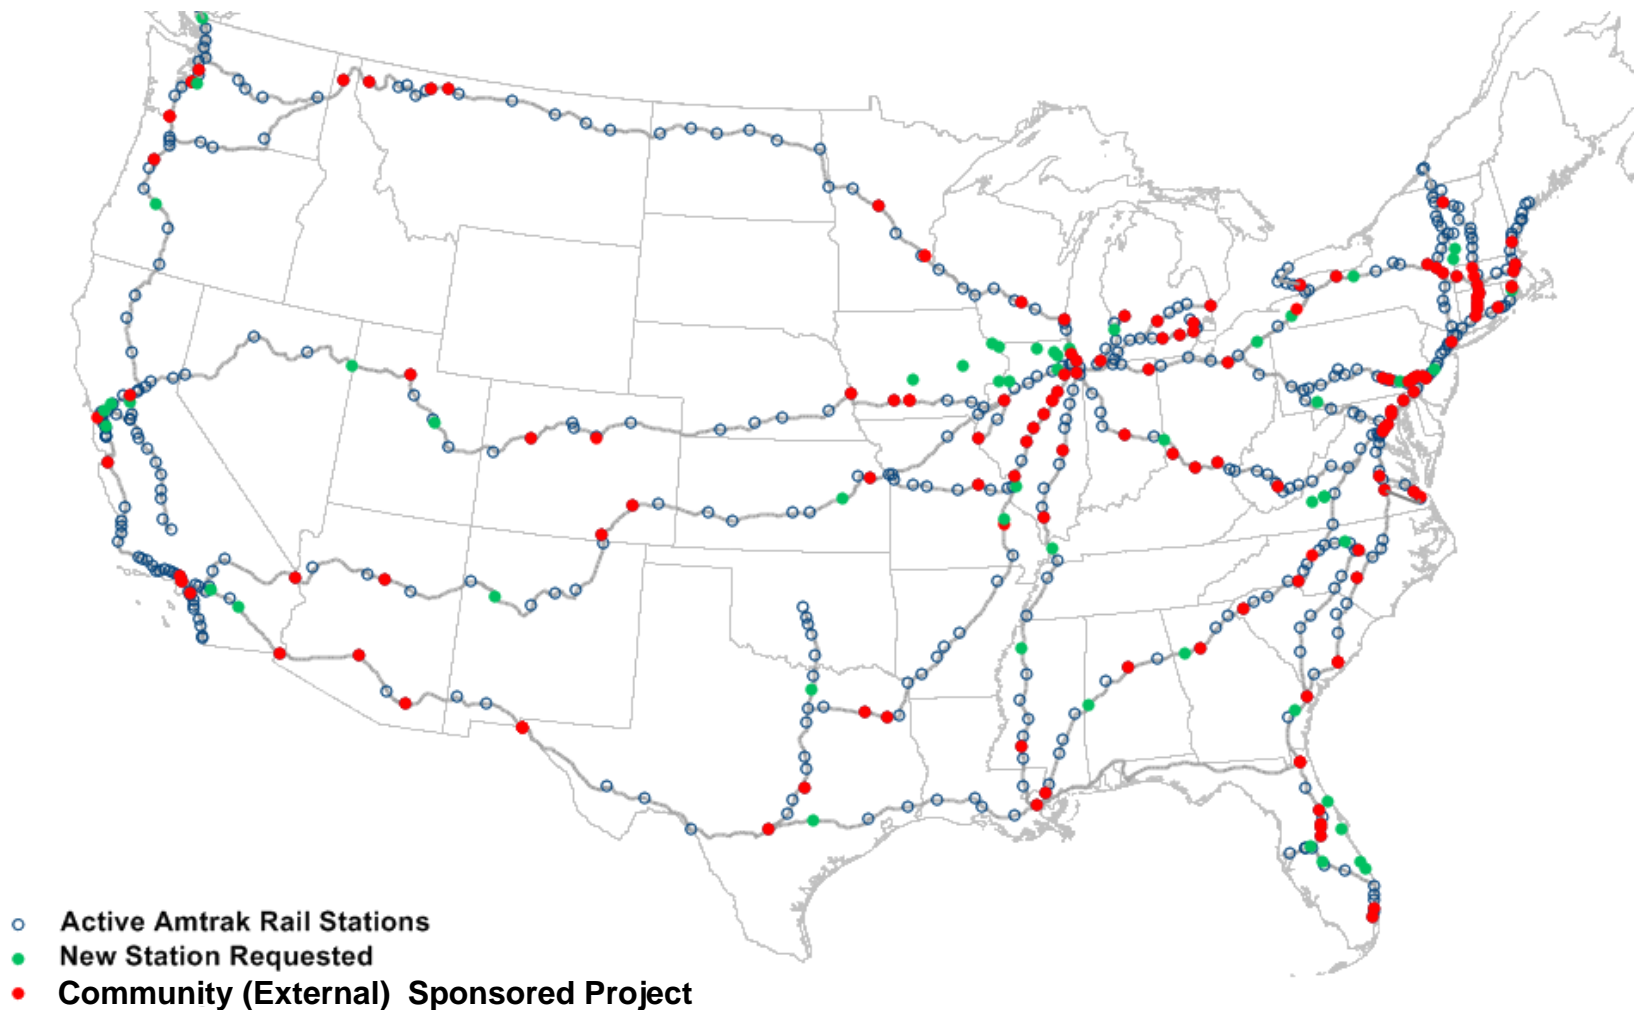 Active Amtrak Rail Stations
New Station Requested
Community (External)  Sponsored Project